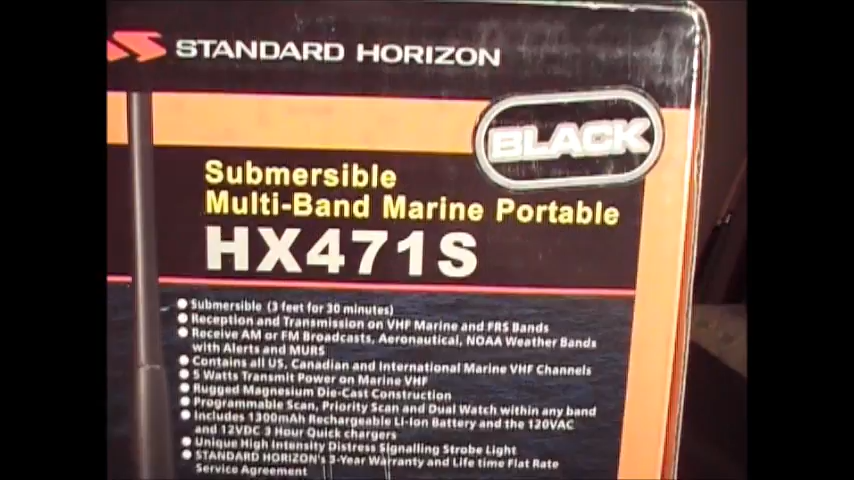 STANDARD HORIZON
BLACK
Submersible
Multi-Band Marine Portable
HX471S
Submersible (3 feet for 30 minutes)
Reception and Transmission on VHF Marine and FRS Bands
Receive AM or FM Broadcasts, Aeronautical, NOAA Weather Bands
with Alerts and MURS
Contains all US, Canadian and International Marine VHF Channels
5 Watts Transmit Power on Marine VHF
Rugged Magnesium Die-Cast Construction
Programmable Scan, Priority Scan and Dual Watch within any band
Includes 1300mAh Rechargeable Li-Ion Battery and the 120VAC
and 12VDC 3 Hour Quick chargers
Unique High Intensity Distress Signalling Strobe Light
STANDARD HORIZON's 3-Year Warranty and Life time Flat Rate
Service Agreement